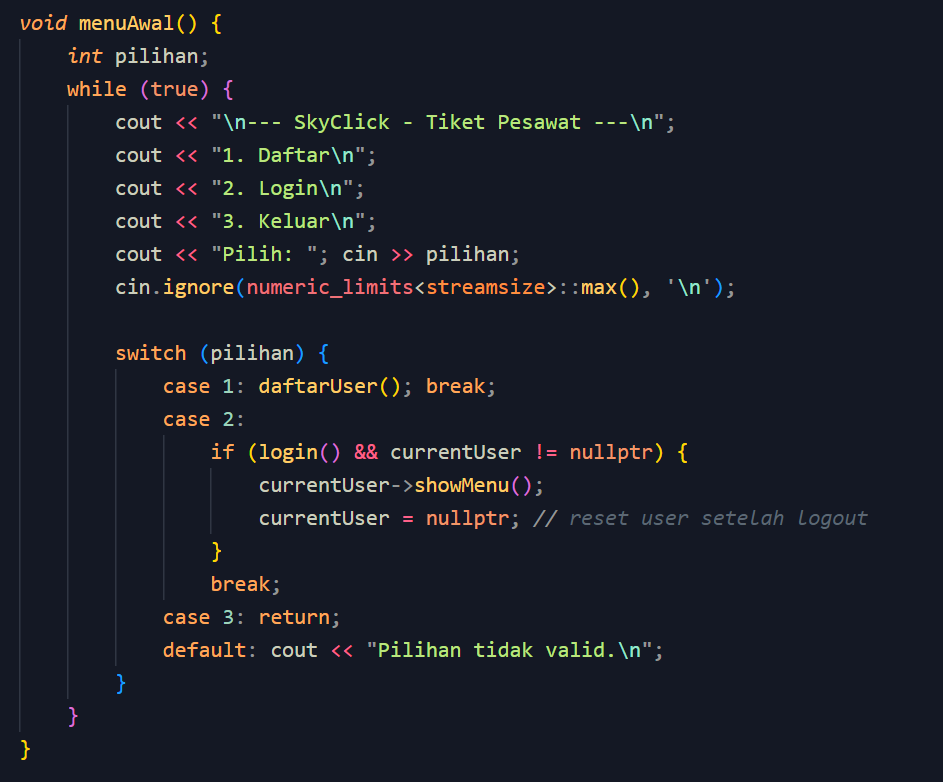 void menuAwal() {
    int pilihan;
    while (true) {
        cout << "\n--- SkyClick - Tiket Pesawat ---\n";
        cout << "1. Daftar\n";
        cout << "2. Login\n";
        cout << "3. Keluar\n";
        cout << "Pilih: "; cin >> pilihan;
        cin.ignore(numeric_limits<streamsize>::max(), '\n');

        switch (pilihan) {
            case 1: daftarUser(); break;
            case 2:
                if (login() && currentUser != nullptr) {
                    currentUser->showMenu();
                    currentUser = nullptr; // reset user setelah logout
                }
                break;
            case 3: return;
            default: cout << "Pilihan tidak valid.\n";
        }
    }
}